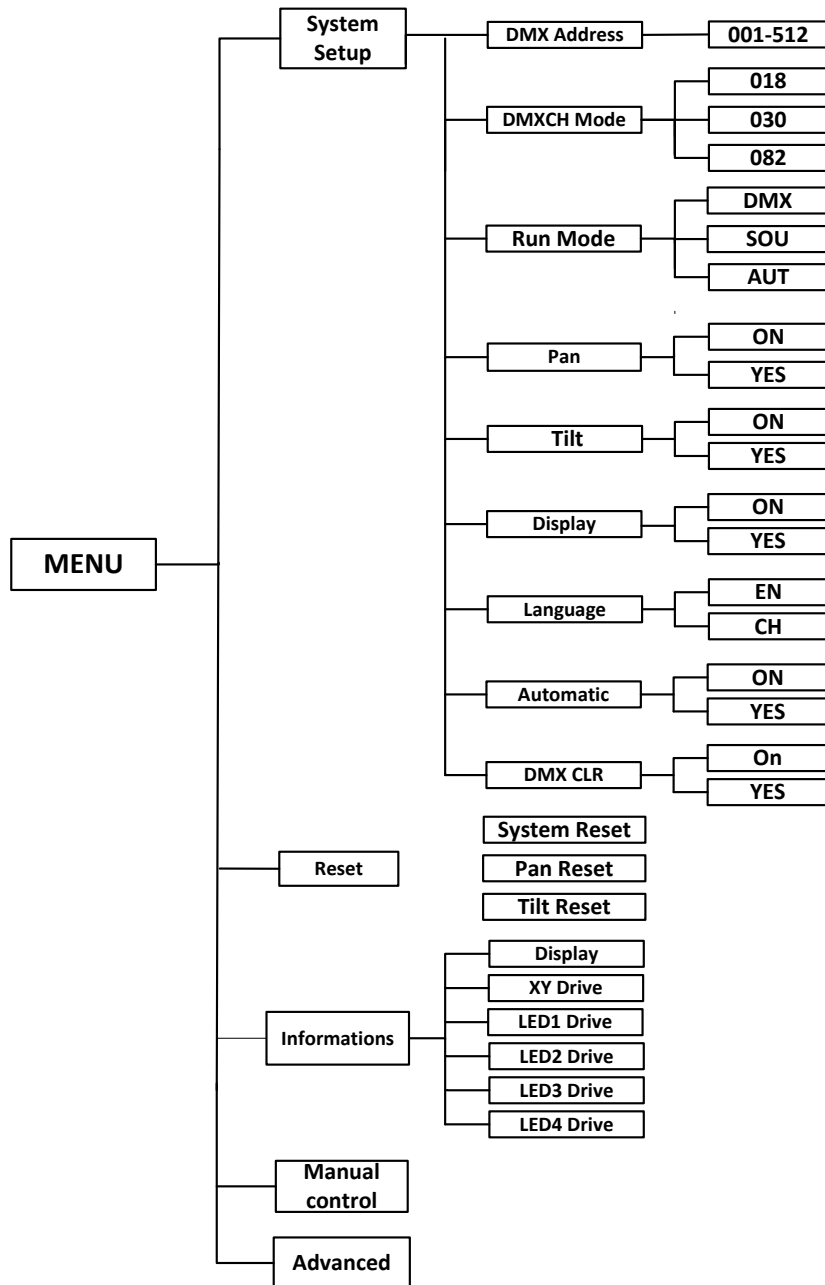 System
Setup
DMX Address
001-512
DMXCH Mode
018
030
082
Run Mode
DMX
SOU
AUT
Pan
ON
YES
Tilt
ON
YES
Display
ON
YES
MENU
Language
EN
CH
Automatic
ON
YES
DMX CLR
On
YES
Reset
System Reset
Pan Reset
Tilt Reset
Informations
Display
XY Drive
LED1 Drive
LED2 Drive
LED3 Drive
LED4 Drive
Manual
control
Advanced